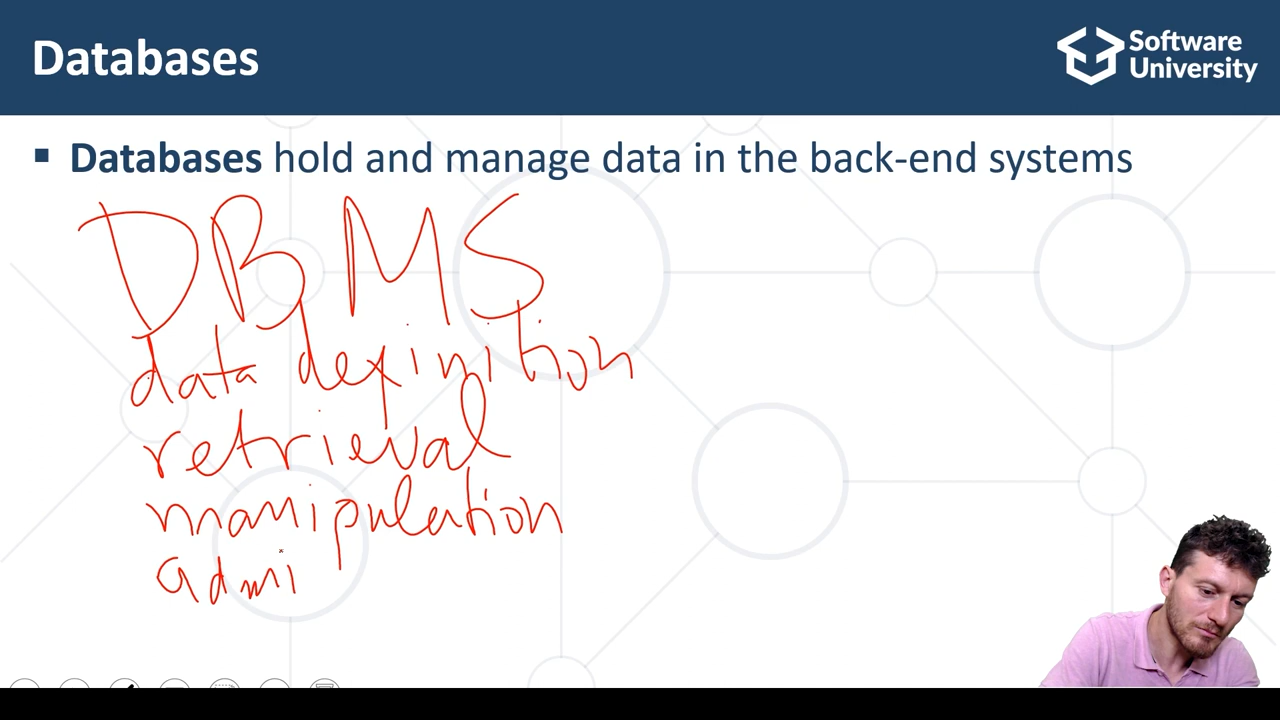 Databases
Software
University
Databases hold and manage data in the back-end systems
DBMS
data definition
retrieval
manipulation
admi